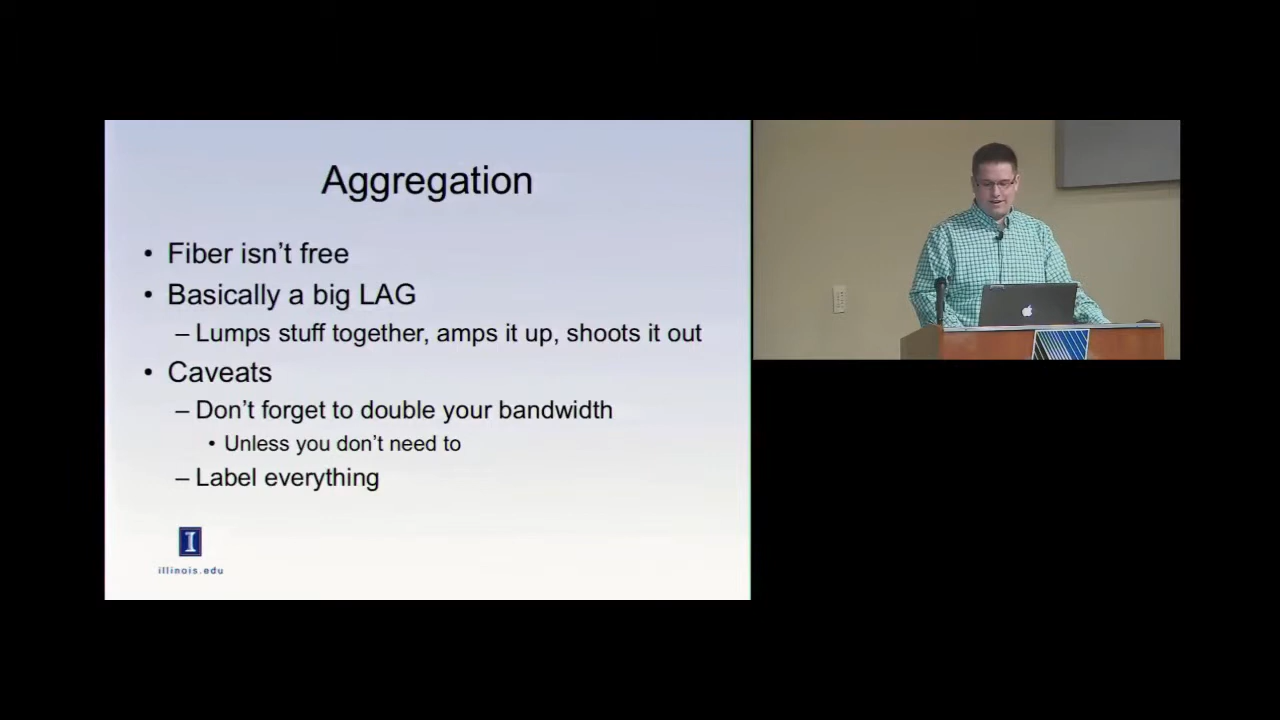 Aggregation
• Fiber isn't free
• Basically a big LAG
– Lumps stuff together, amps it up, shoots it out
• Caveats
– Don't forget to double your bandwidth
• Unless you don't need to
– Label everything
I
illinois.edu